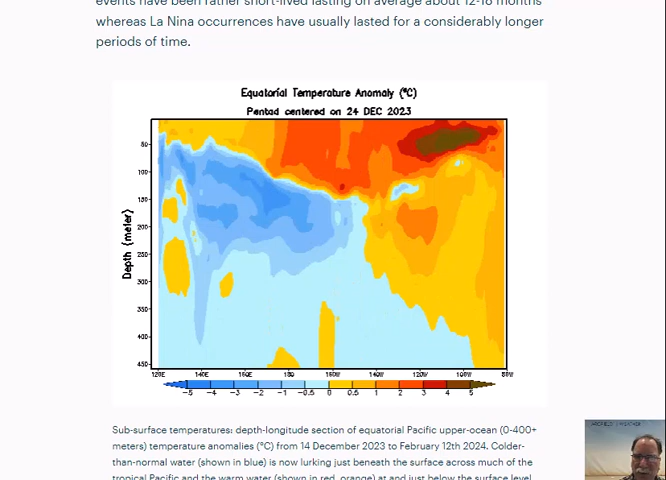 events have been rather short-lived lasting on average about 12-16 months
whereas La Nina occurrences have usually lasted for a considerably longer
periods of time.
Equatorial Temperature Anomaly (°C)
Pentad centered on 24 DEC 2023
Depth (meter)
50
100
150
200
250
300
350
400
450
120E 140E 160E 180 160W 140W 120W 100W 80W
-5 -4 -3 -2 -1 -0.5 0 0.5 1 2 3 4 5
Sub-surface temperatures: depth-longitude section of equatorial Pacific upper-ocean (0-400+
meters) temperature anomalies (°C) from 14 December 2023 to February 12th 2024. Colder-
than-normal water (shown in blue) is now lurking just beneath the surface across much of the
tropical Pacific and the warm water (shown in red, orange) at and just below the surface level